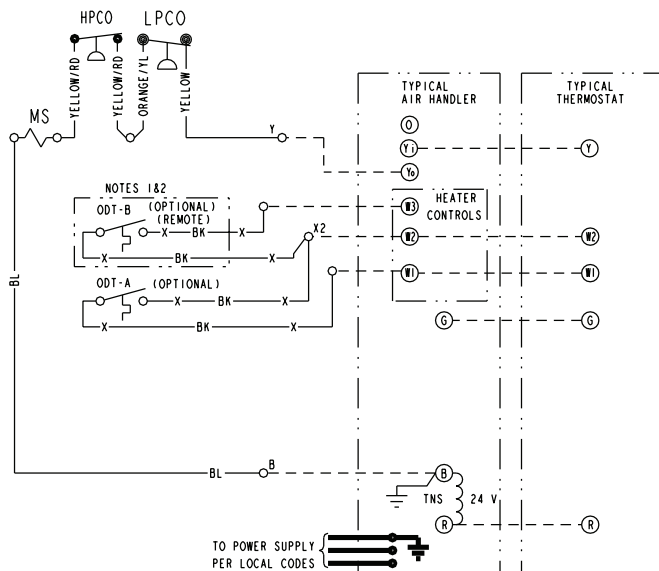 HPCO
LPCO
YELLOW/RD
YELLOW/RD
ORANGE/YL
YELLOW
MS
TYPICAL
AIR HANDLER
TYPICAL
THERMOSTAT
O
Y
Yi
Y
Yo
NOTES 1&2
ODT-B (OPTIONAL)
(REMOTE)
X BK X
X BK X
X2
W3
HEATER
CONTROLS
W2
W2
ODT-A (OPTIONAL)
X BK X
X BK X
W1
W1
G
G
BL
BL
B
B
TNS 24 V
R
R
TO POWER SUPPLY
PER LOCAL CODES